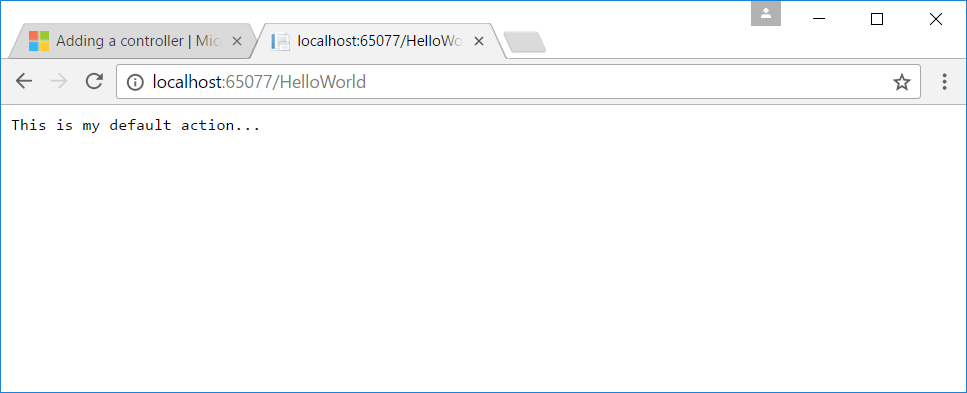 Adding a controller | Mic
localhost:65077/HelloWo
localhost:65077/HelloWorld
This is my default action...